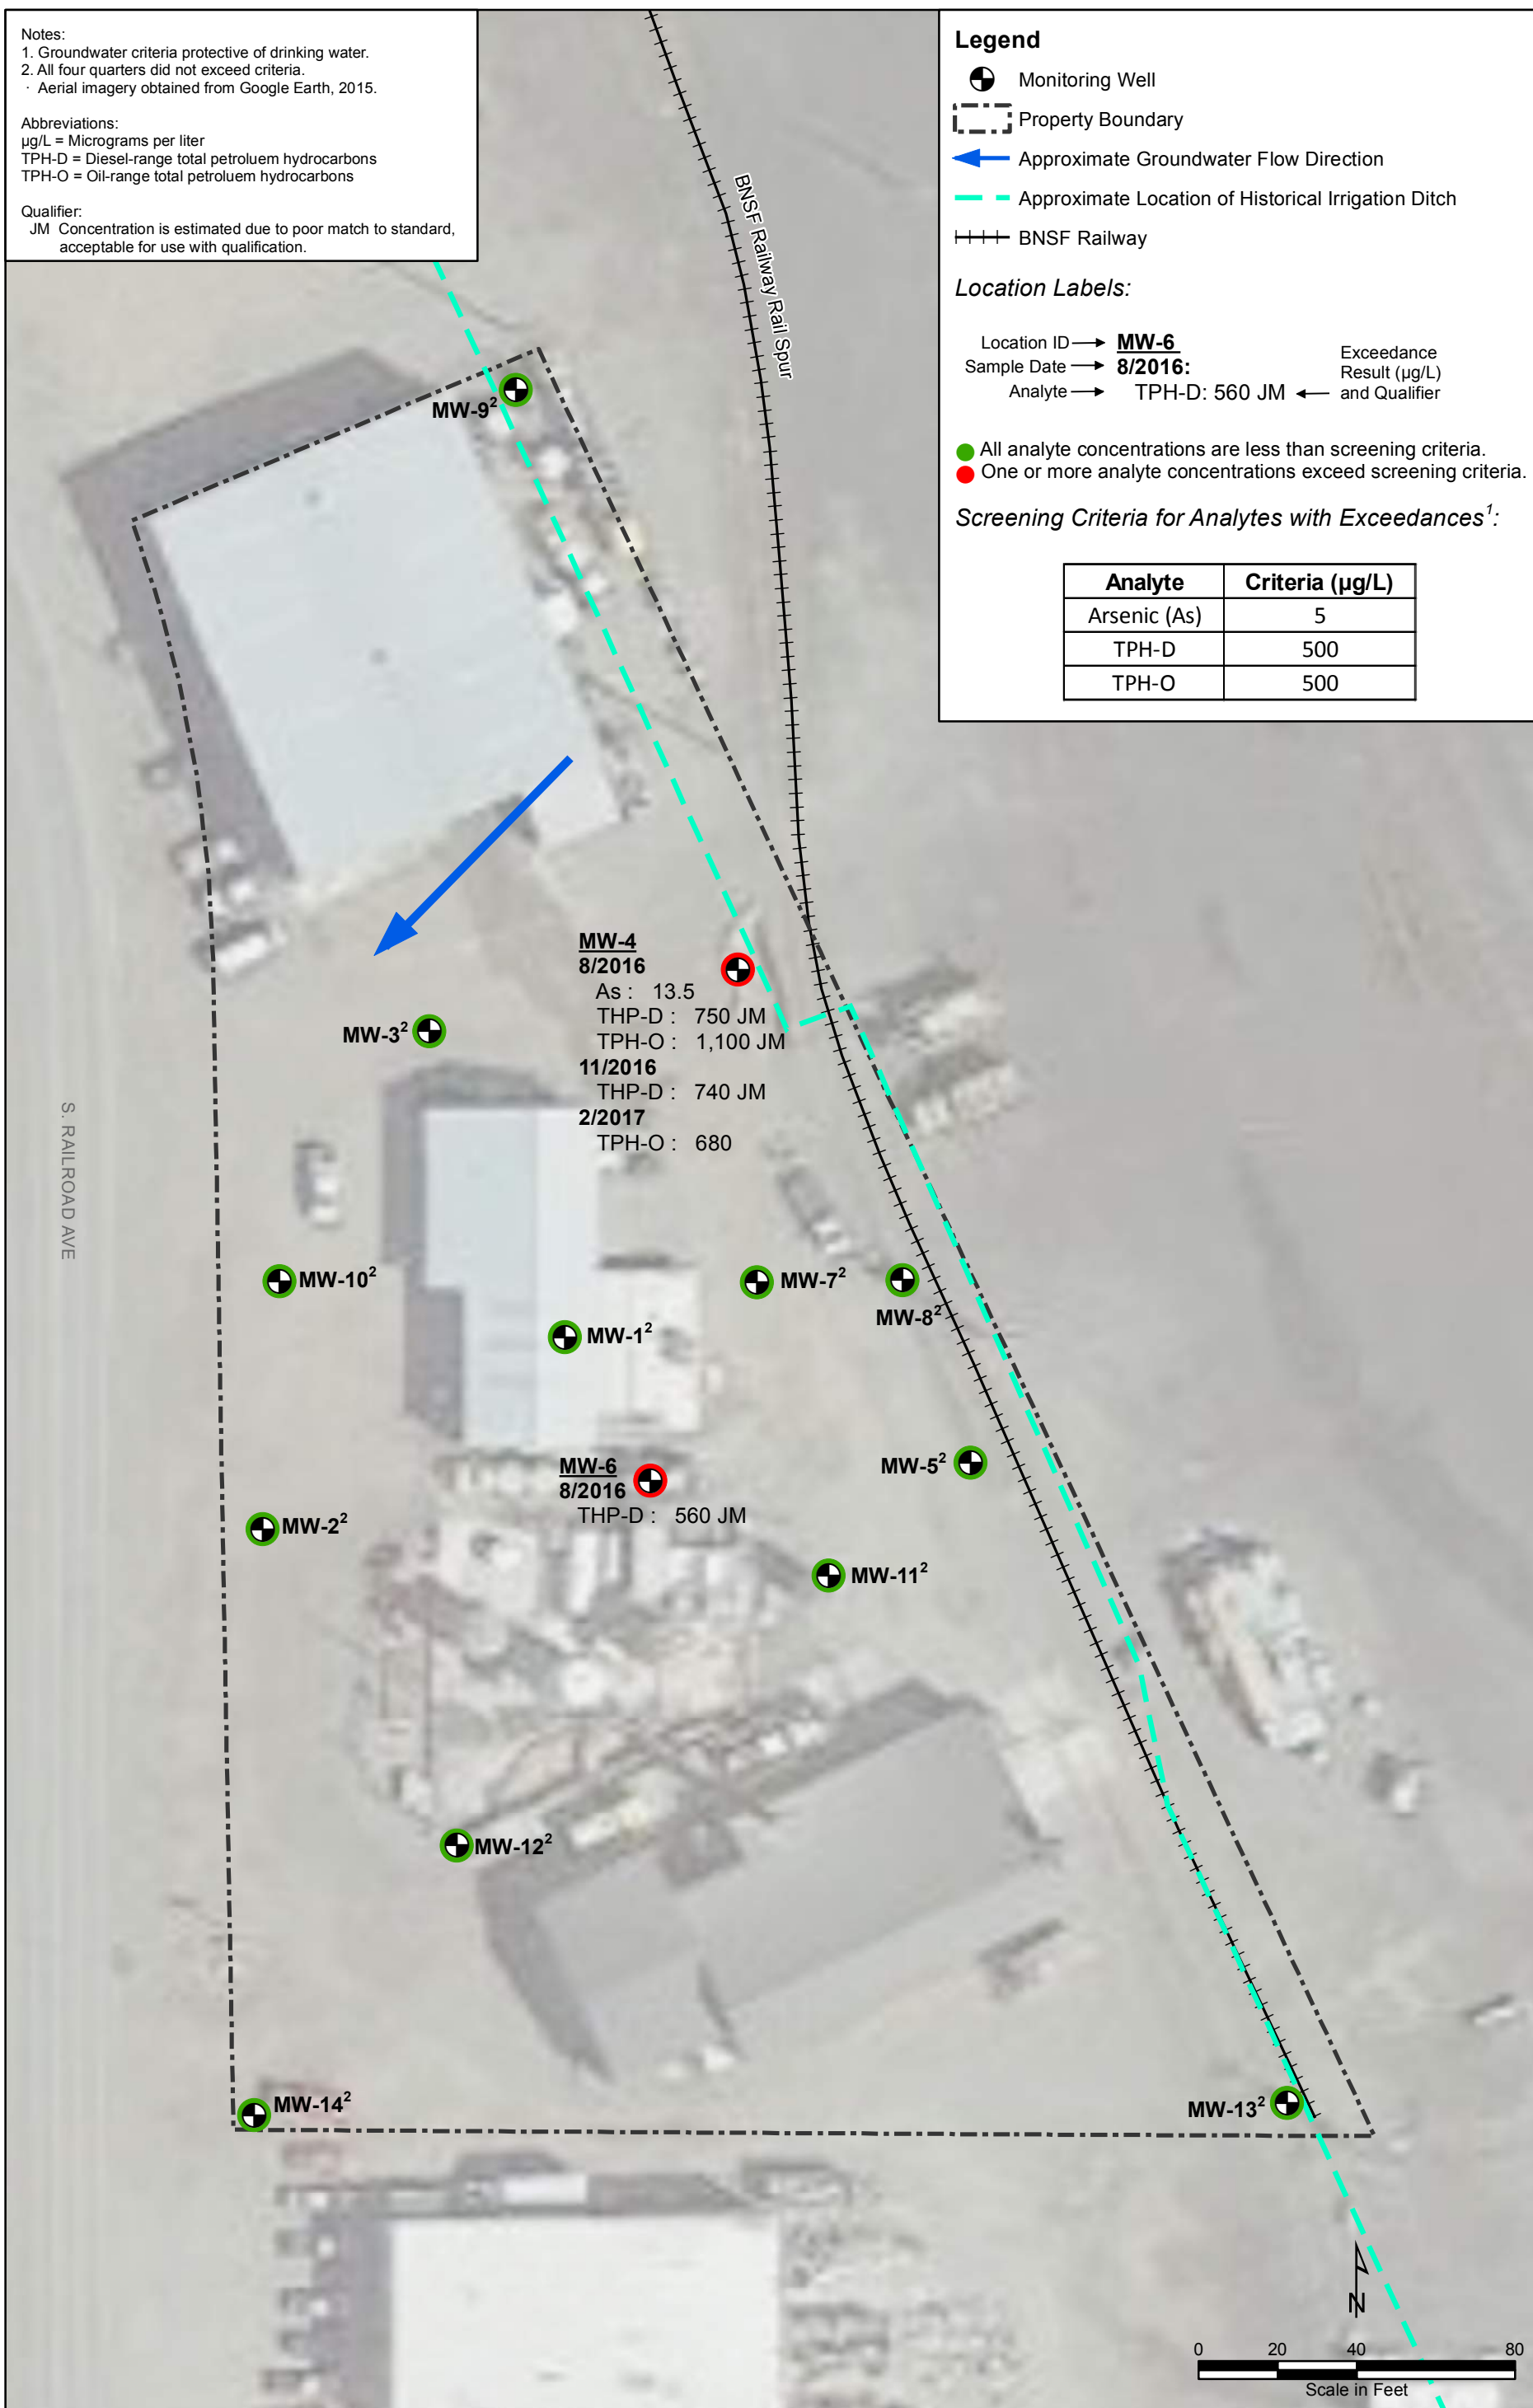 Notes:
1. Groundwater criteria protective of drinking water.
2. All four quarters did not exceed criteria.
· Aerial imagery obtained from Google Earth, 2015.
Abbreviations:
µg/L = Micrograms per liter
TPH-D = Diesel-range total petroluem hydrocarbons
TPH-O = Oil-range total petroluem hydrocarbons
Qualifier:
JM Concentration is estimated due to poor match to standard,
acceptable for use with qualification.
Legend
Monitoring Well
Property Boundary
Approximate Groundwater Flow Direction
Approximate Location of Historical Irrigation Ditch
BNSF Railway
Location Labels:
Location ID MW-6
Sample Date 8/2016:
Analyte TPH-D: 560 JM
Exceedance
Result (µg/L)
and Qualifier
All analyte concentrations are less than screening criteria.
One or more analyte concentrations exceed screening criteria.
Screening Criteria for Analytes with Exceedances¹:
Analyte Criteria (µg/L)
Arsenic (As) 5
TPH-D 500
TPH-O 500
BNSF Railway Rail Spur
MW-9²
MW-4
8/2016
As : 13.5
THP-D : 750 JM
TPH-O : 1,100 JM
11/2016
THP-D : 740 JM
2/2017
TPH-O : 680
MW-3²
S. RAILROAD AVE
MW-10²
MW-7²
MW-8²
MW-1²
MW-5²
MW-6
8/2016
THP-D : 560 JM
MW-2²
MW-11²
MW-12²
MW-14²
MW-13²
N
0 20 40 80
Scale in Feet